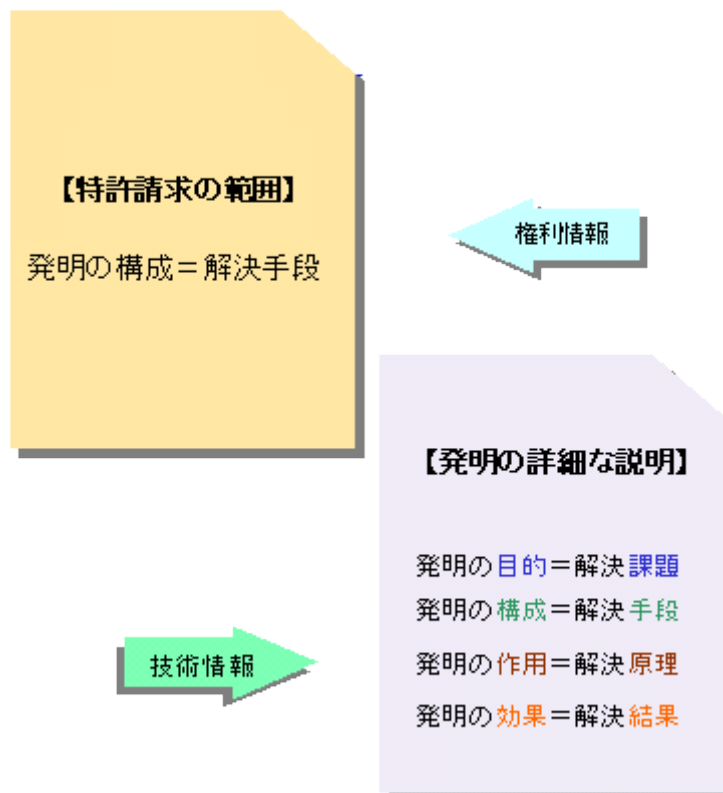 【特許請求の範囲】
発明の構成＝解決手段
権利情報
【発明の詳細な説明】
発明の目的＝解決課題
発明の構成＝解決手段
技術情報
発明の作用＝解決原理
発明の効果＝解決結果